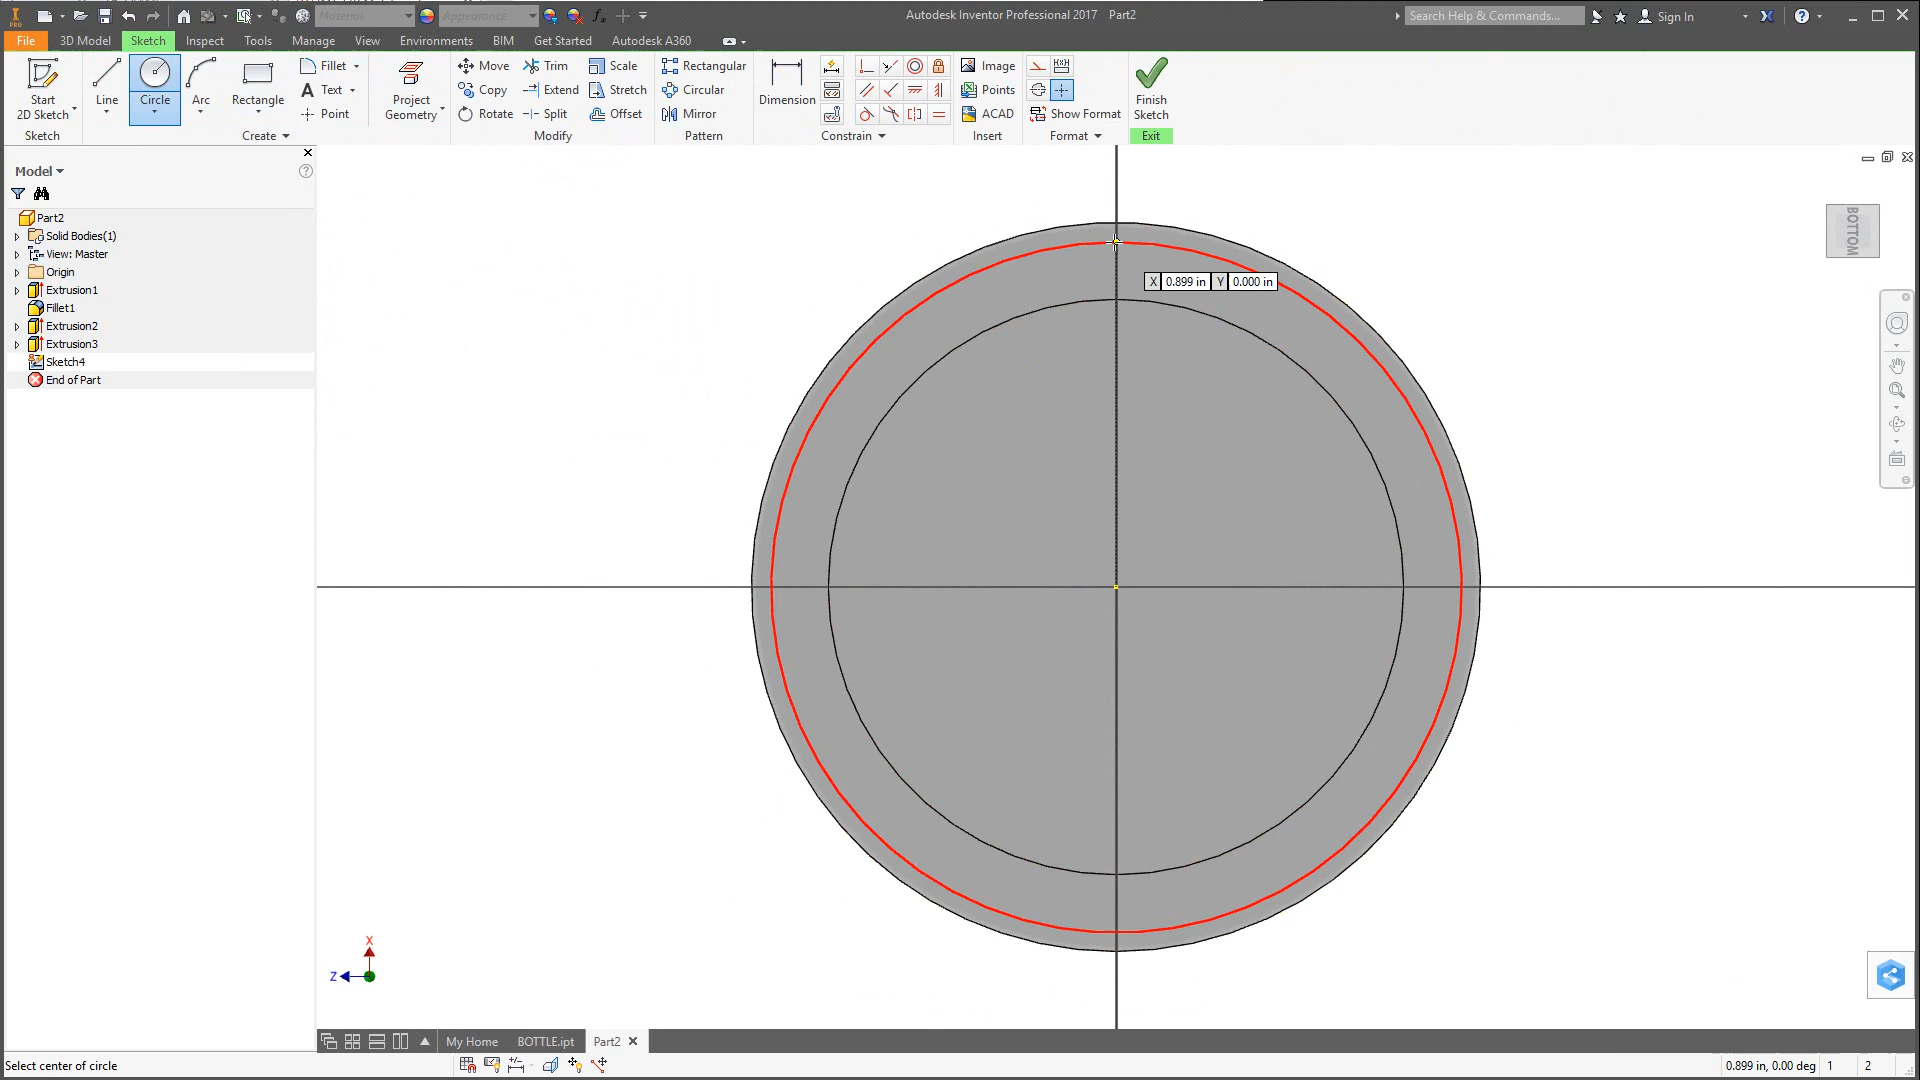 PRO
Material
Appearance
fx
Autodesk Inventor Professional 2017 Part2
Search Help & Commands...
Sign In
File 3D Model Sketch Inspect Tools Manage View Environments BIM Get Started Autodesk A360
Start
2D Sketch
Sketch
Line
Circle
Arc
Rectangle
Fillet
A Text
Point
Create
Project
Geometry
Move
Trim
Scale
Copy
Extend
Stretch
Rotate
Split
Offset
Modify
Rectangular
Circular
Mirror
Pattern
Dimension
Constrain
Image
Points
ACAD
Insert
Show Format
Format
Finish
Sketch
Exit
Model
Part2
Solid Bodies(1)
View: Master
Origin
Extrusion1
Fillet1
Extrusion2
Extrusion3
Sketch4
End of Part
BOTTOM
X 0.899 in Y 0.000 in
X
Z
My Home BOTTLE.ipt Part2
Select center of circle
0.899 in, 0.00 deg 1 2